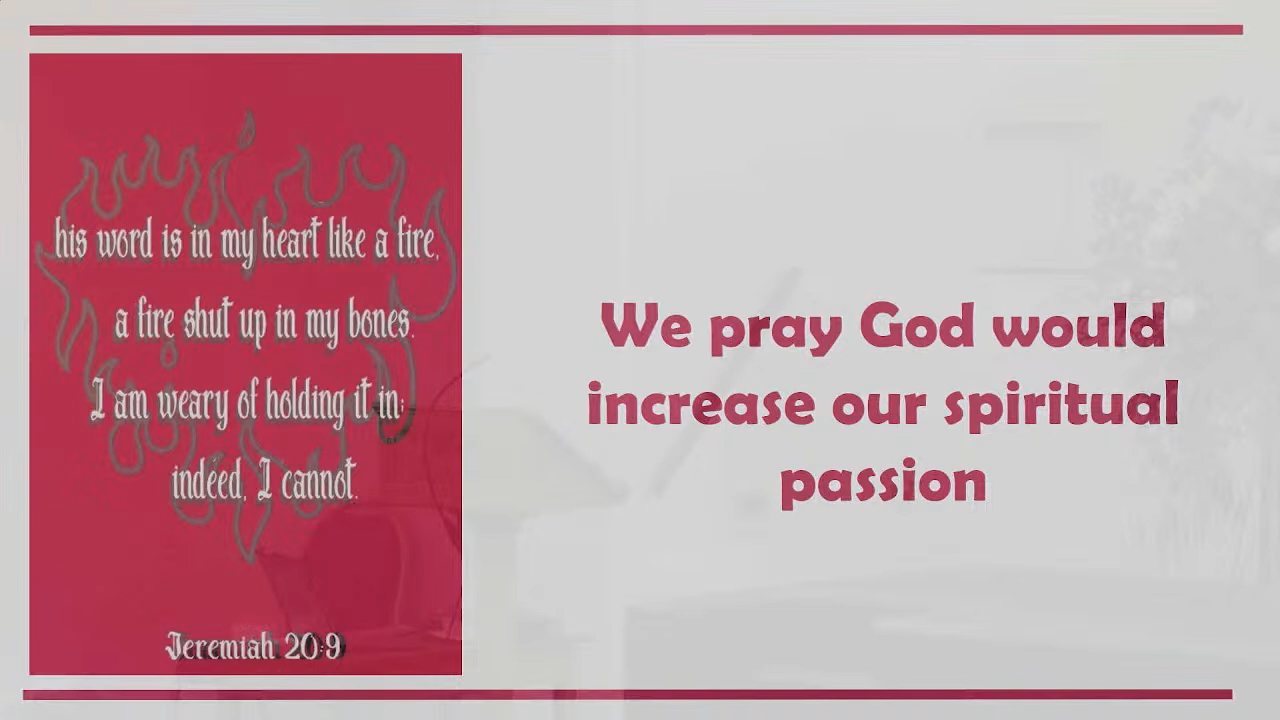 his word is in my heart like a fire,
a fire shut up in my bones.
I am weary of holding it in;
indeed, I cannot.
Jeremiah 20:9
We pray God would
increase our spiritual
passion